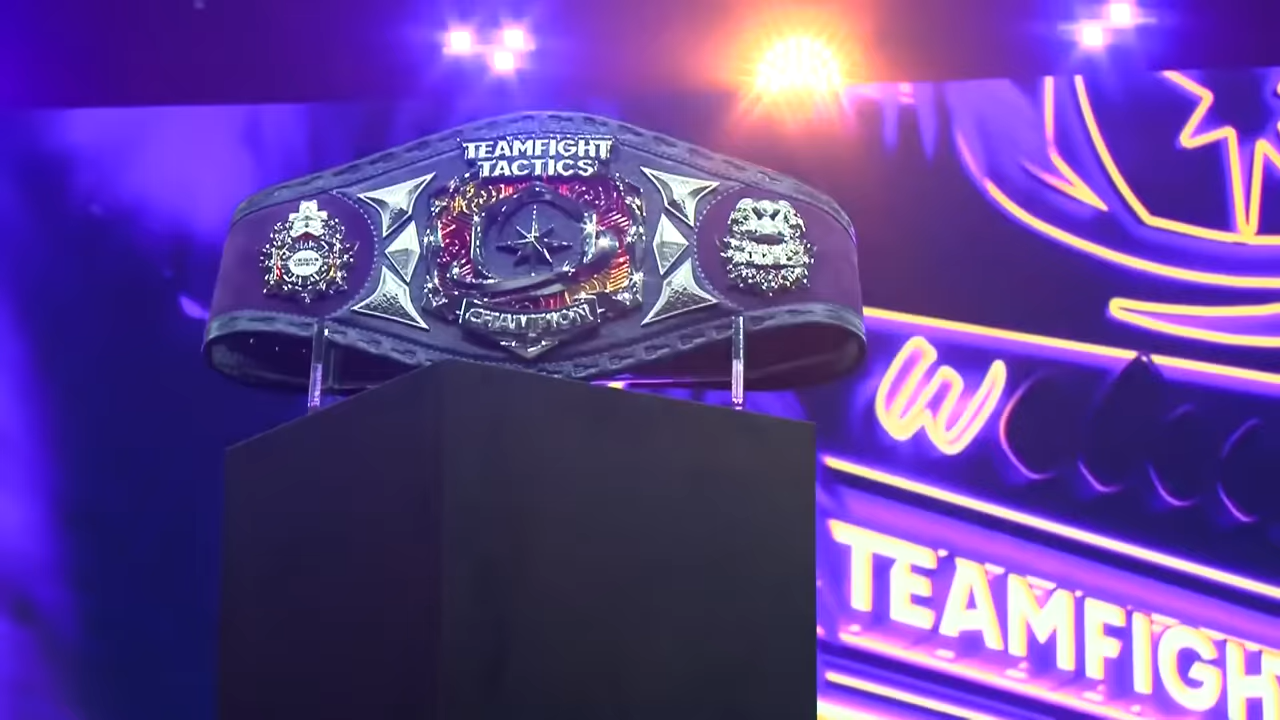 TEAMFIGHT
TACTICS
VEGAS
OPEN
CHAMPION
W
TEAMFIGH